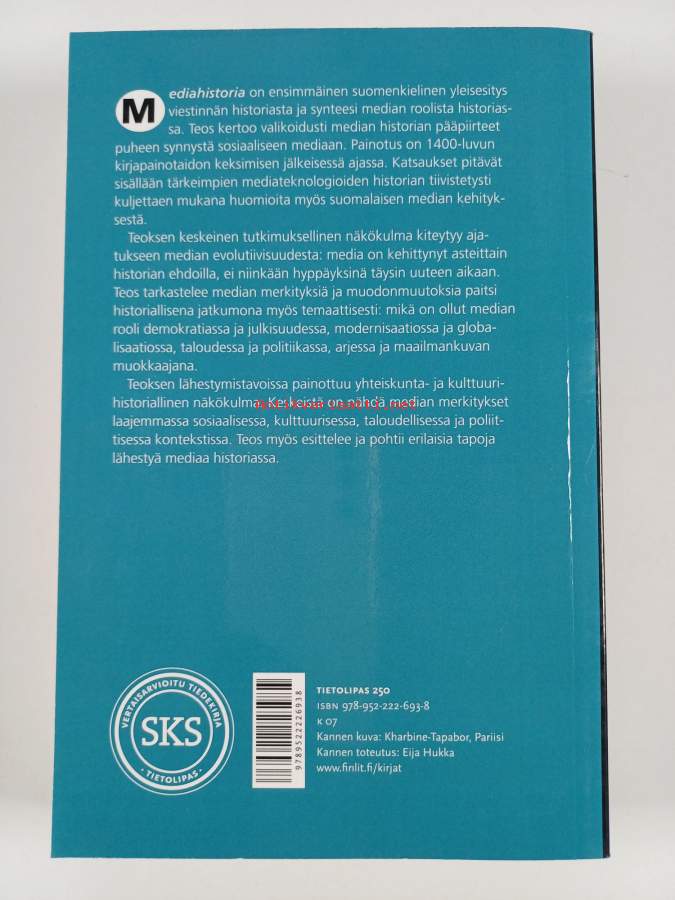 Mediahistoria on ensimmäinen suomenkielinen yleisesitys
viestinnän historiasta ja synteesi median roolista historias-
sa. Teos kertoo valikoidusti median historian pääpiirteet
puheen synnystä sosiaaliseen mediaan. Painotus on 1400-luvun
kirjapainotaidon keksimisen jälkeisessä ajassa. Katsaukset pitävät
sisällään tärkeimpien mediateknologioiden historian tiivistetysti
kuljettaen mukana huomioita myös suomalaisen median kehityk-
sestä.
Teoksen keskeinen tutkimuksellinen näkökulma kiteytyy aja-
tukseen median evolutiivisuudesta: media on kehittynyt asteittain
historian ehdoilla, ei niinkään hyppäyksinä täysin uuteen aikaan.
Teos tarkastelee median merkityksiä ja muodonmuutoksia paitsi
historiallisena jatkumona myös temaattisesti: mikä on ollut median
rooli demokratiassa ja julkisuudessa, modernisaatiossa ja globa-
lisaatiossa, taloudessa ja politiikassa, arjessa ja maailmankuvan
muokkaajana.
Teoksen lähestymistavoissa painottuu yhteiskunta- ja kulttuuri-
historiallinen näkökulma. Keskeistä on nähdä median merkitykset
laajemmassa sosiaalisessa, kulttuurisessa, taloudellisessa ja poliit-
tisessa kontekstissa. Teos myös esittelee ja pohtii erilaisia tapoja
lähestyä mediaa historiassa.
VERTAISARVIOITU TIEDEKIRJA
SKS
· TIETOLIPAS ·
9789522226938
TIETOLIPAS 250
ISBN 978-952-222-693-8
K 07
Kannen kuva: Kharbine-Tapabor, Pariisi
Kannen toteutus: Eija Hukka
www.finlit.fi/kirjat